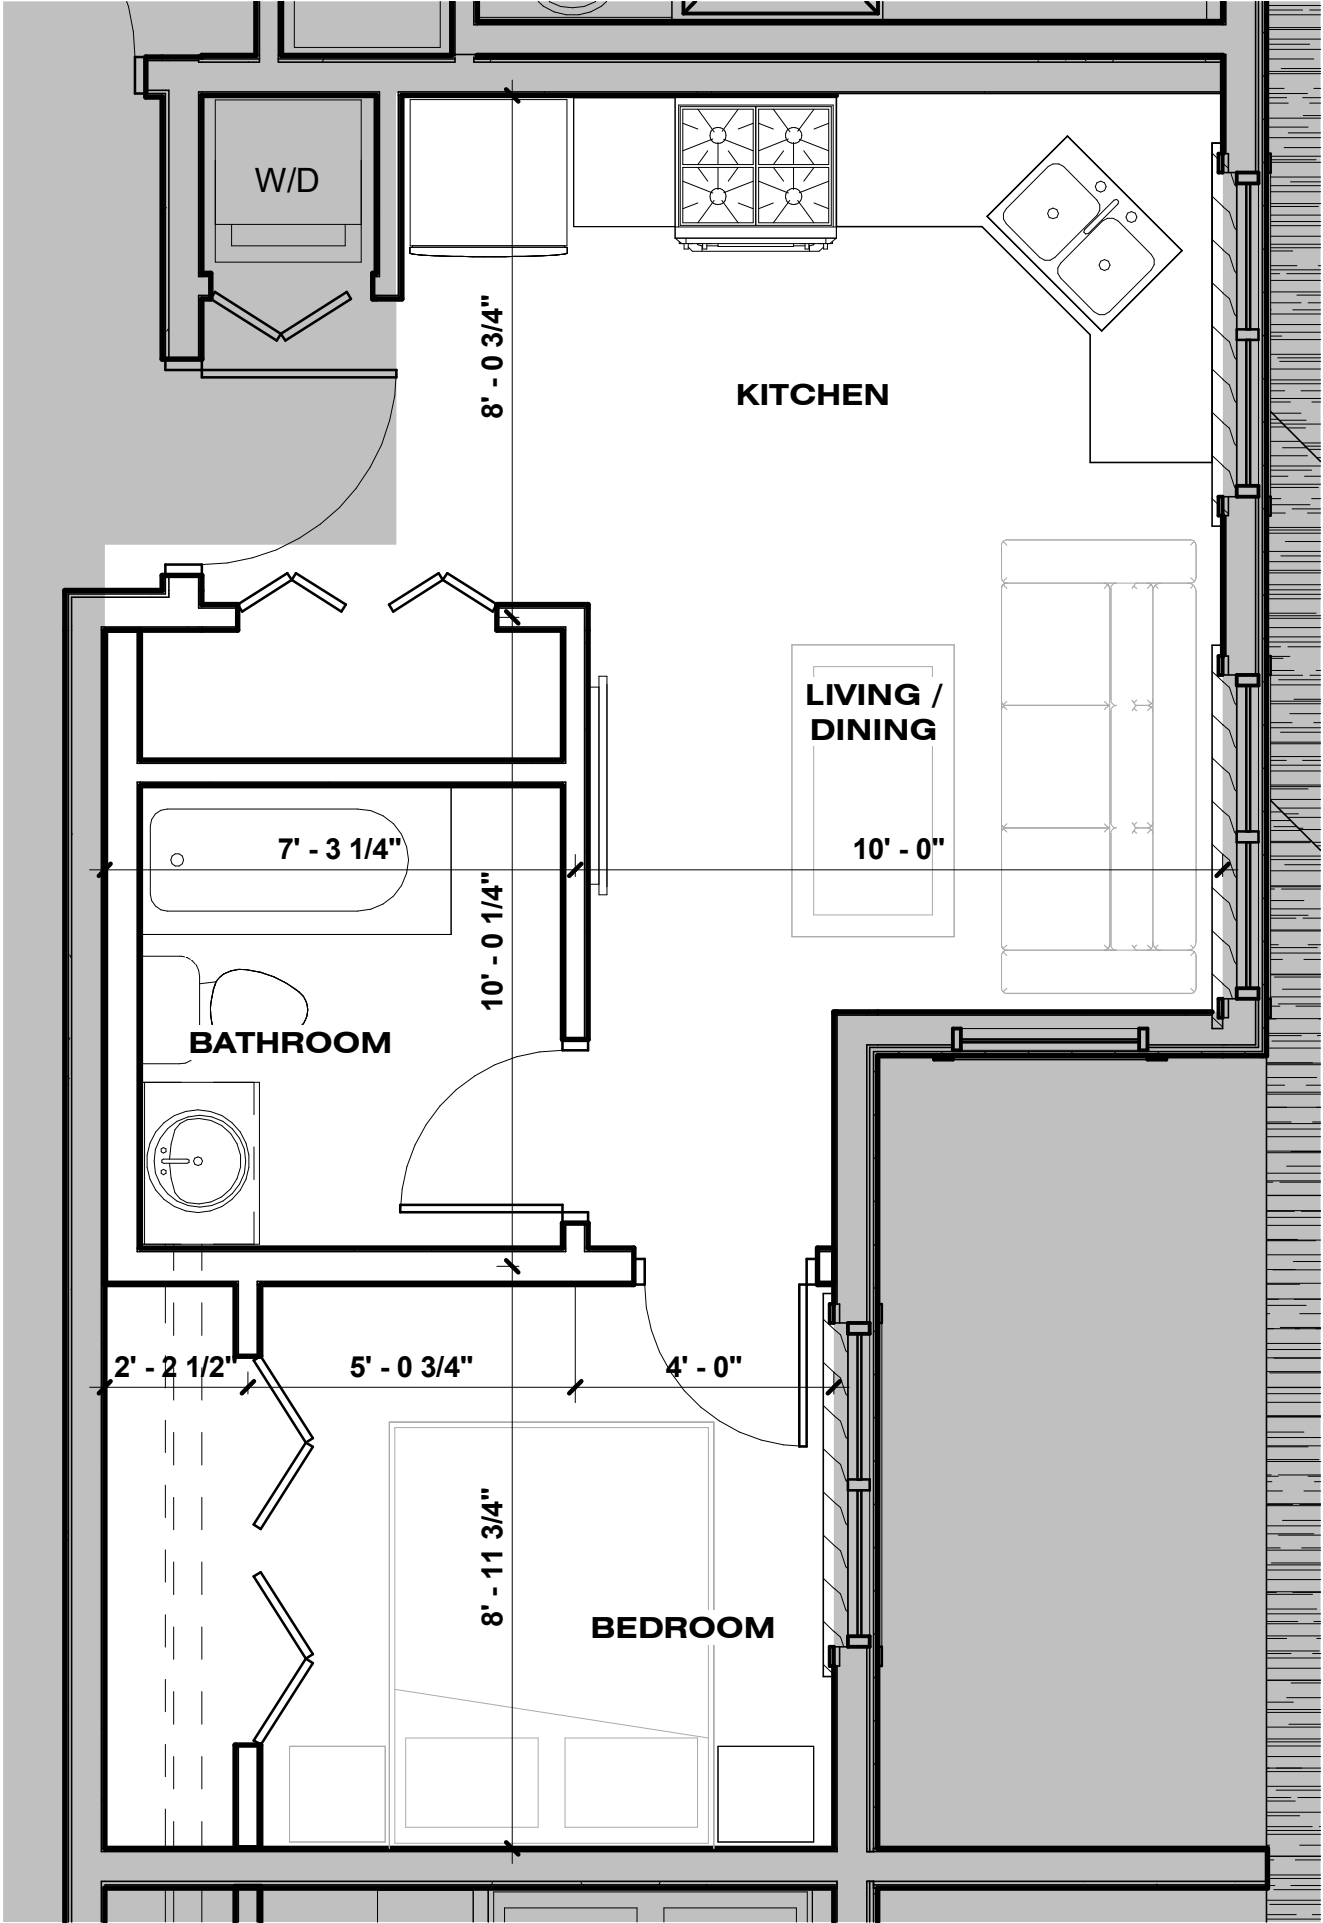 W/D
8' - 0 3/4"
KITCHEN
LIVING /
DINING
7' - 3 1/4"
10' - 0"
10' - 0 1/4"
BATHROOM
2' - 2 1/2"
5' - 0 3/4"
4' - 0"
8' - 11 3/4"
BEDROOM